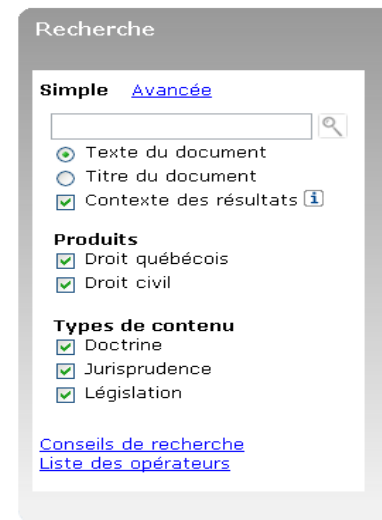 Recherche
Simple Avancée
Texte du document
Titre du document
Contexte des résultats i
Produits
Droit québécois
Droit civil
Types de contenu
Doctrine
Jurisprudence
Législation
Conseils de recherche
Liste des opérateurs